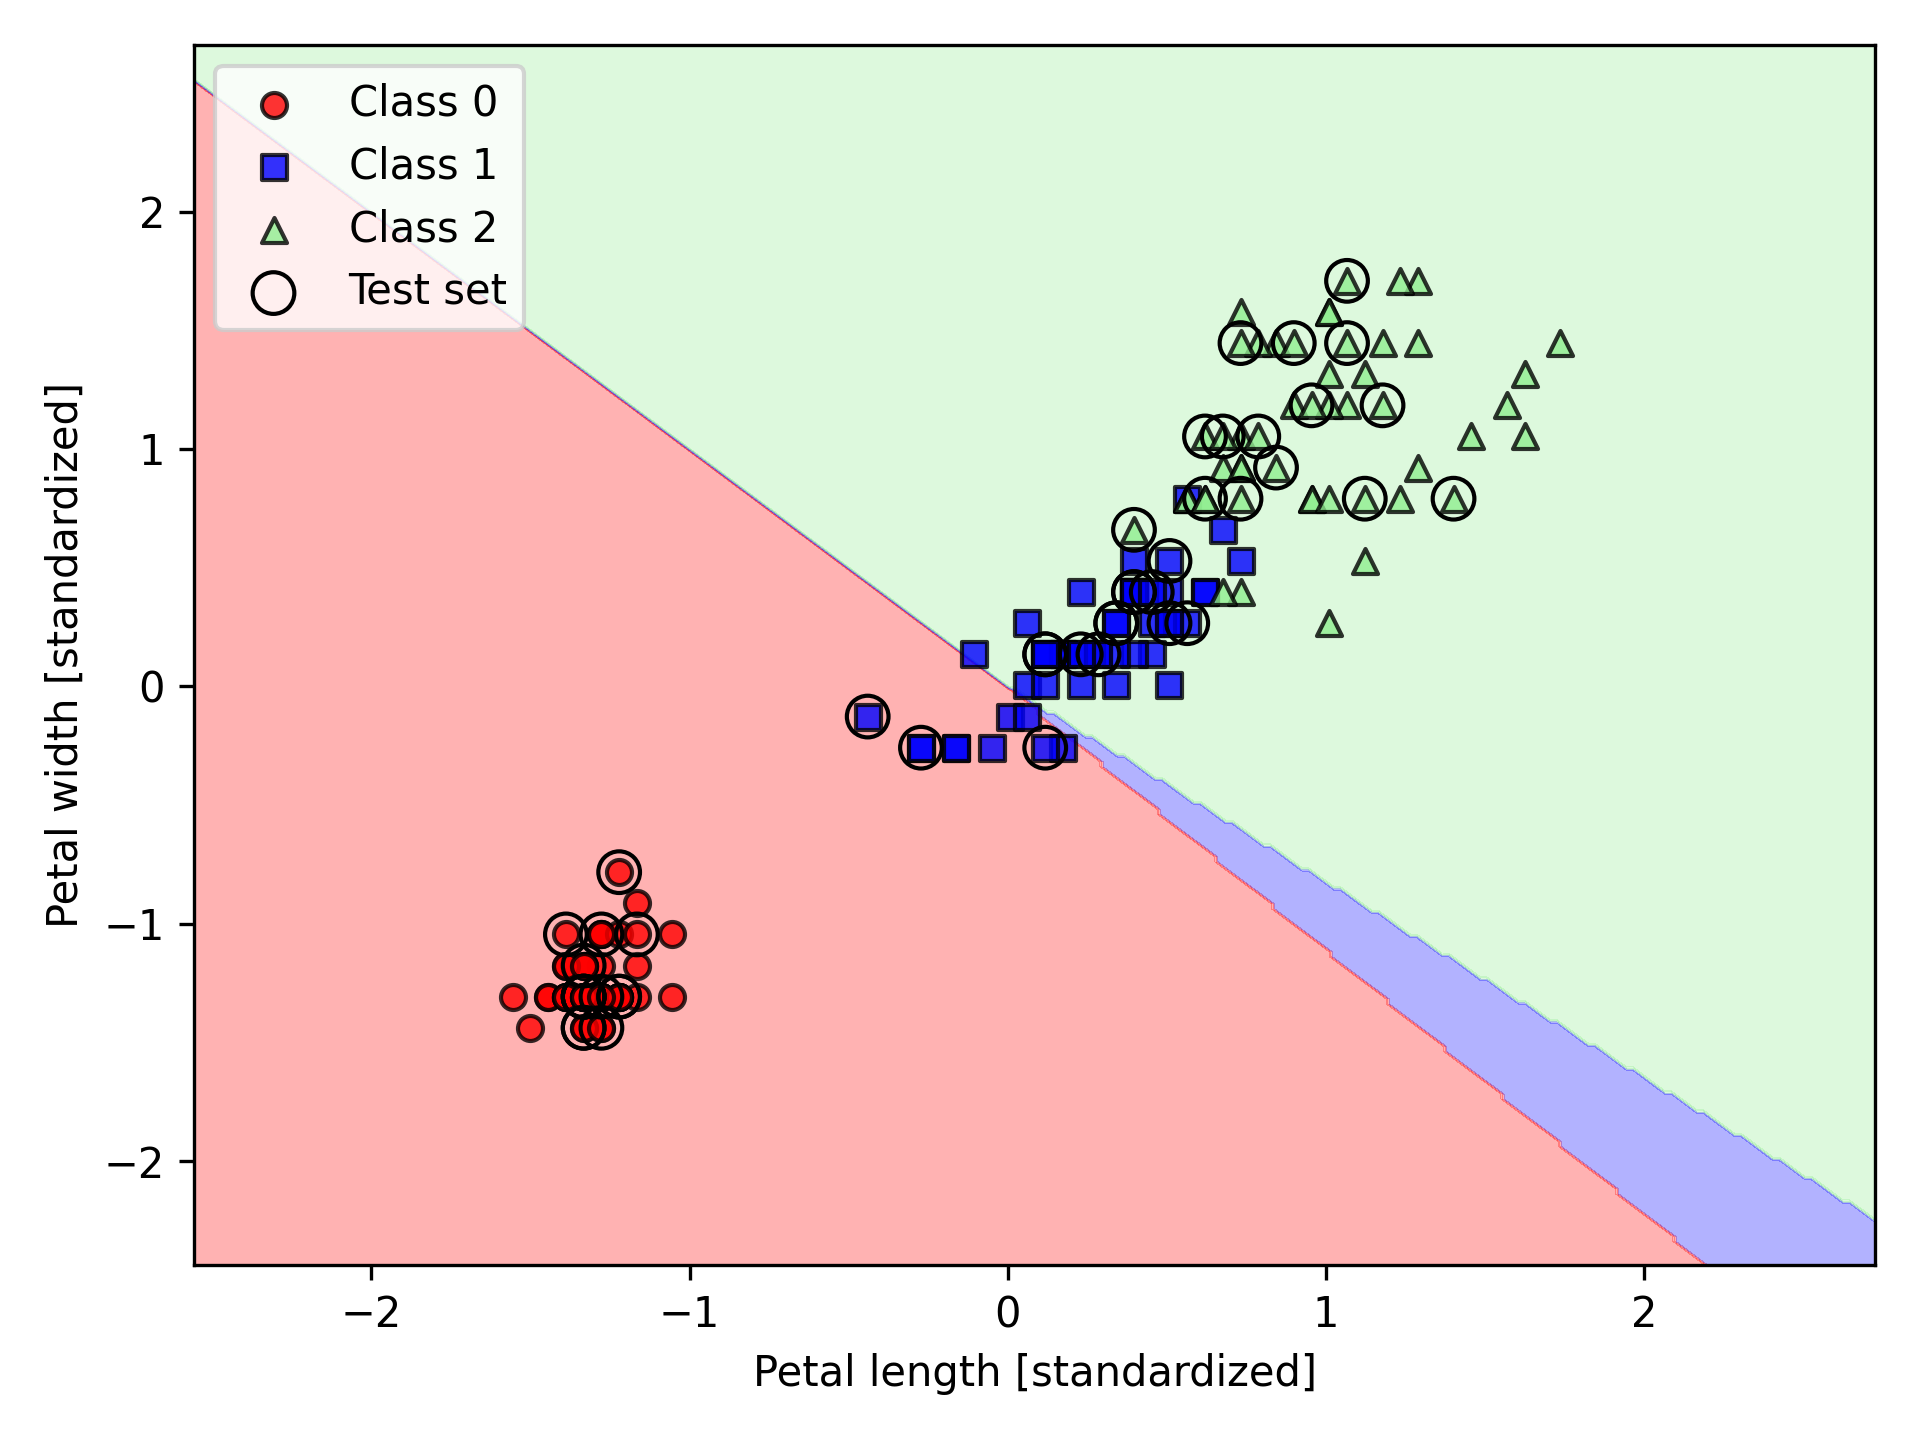 Class 0
Class 1
Class 2
Test set
2
1
0
−1
−2
Petal width [standardized]
−2
−1
0
1
2
Petal length [standardized]